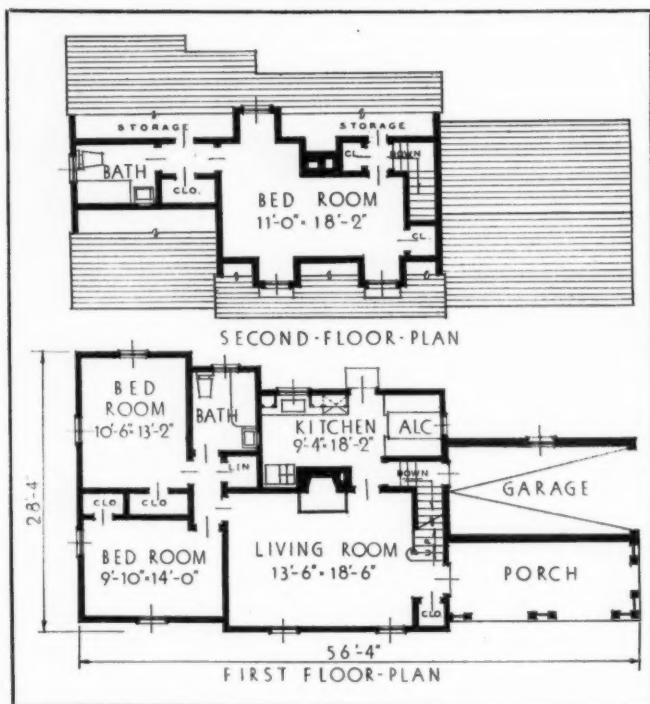 STORAGE STORAGE
BATH CL. DOWN
CLO.
BED ROOM
11'-0" = 18'-2"
CL.
SECOND-FLOOR-PLAN
BED
ROOM
10'-6" 13'-2"
BATH
KITCHEN
9'-4" = 18'-2"
ALC
LIN
DOWN
GARAGE
CLO CLO
28'-4"
BED ROOM
9'-10" = 14'-0"
LIVING ROOM
13'-6" = 18'-6"
UP
PORCH
CLO
56'-4"
FIRST FLOOR-PLAN